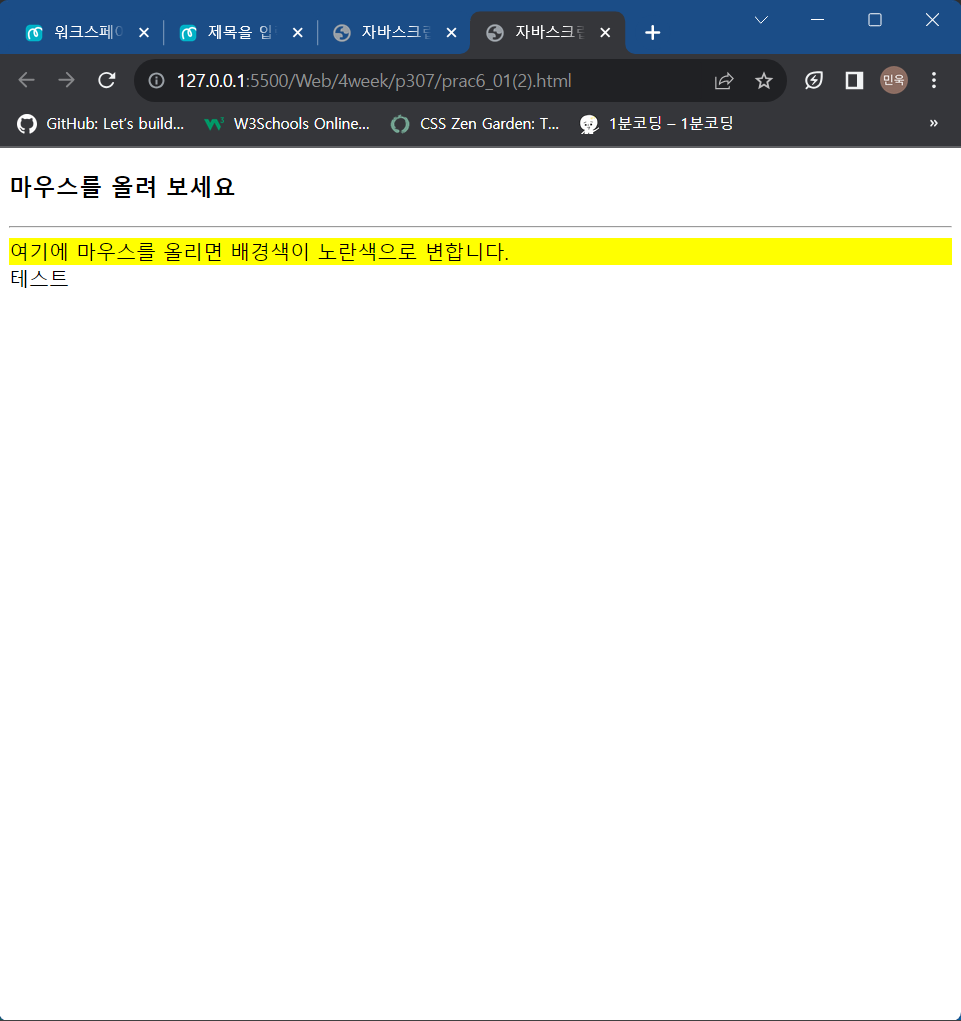 워크스페이
제목을 입
자바스크립
자바스크립
127.0.0.1:5500/Web/4week/p307/prac6_01(2).html
민욱
GitHub: Let's build...
W3Schools Online...
CSS Zen Garden: T...
1분코딩 – 1분코딩
»
마우스를 올려 보세요
여기에 마우스를 올리면 배경색이 노란색으로 변합니다.
테스트